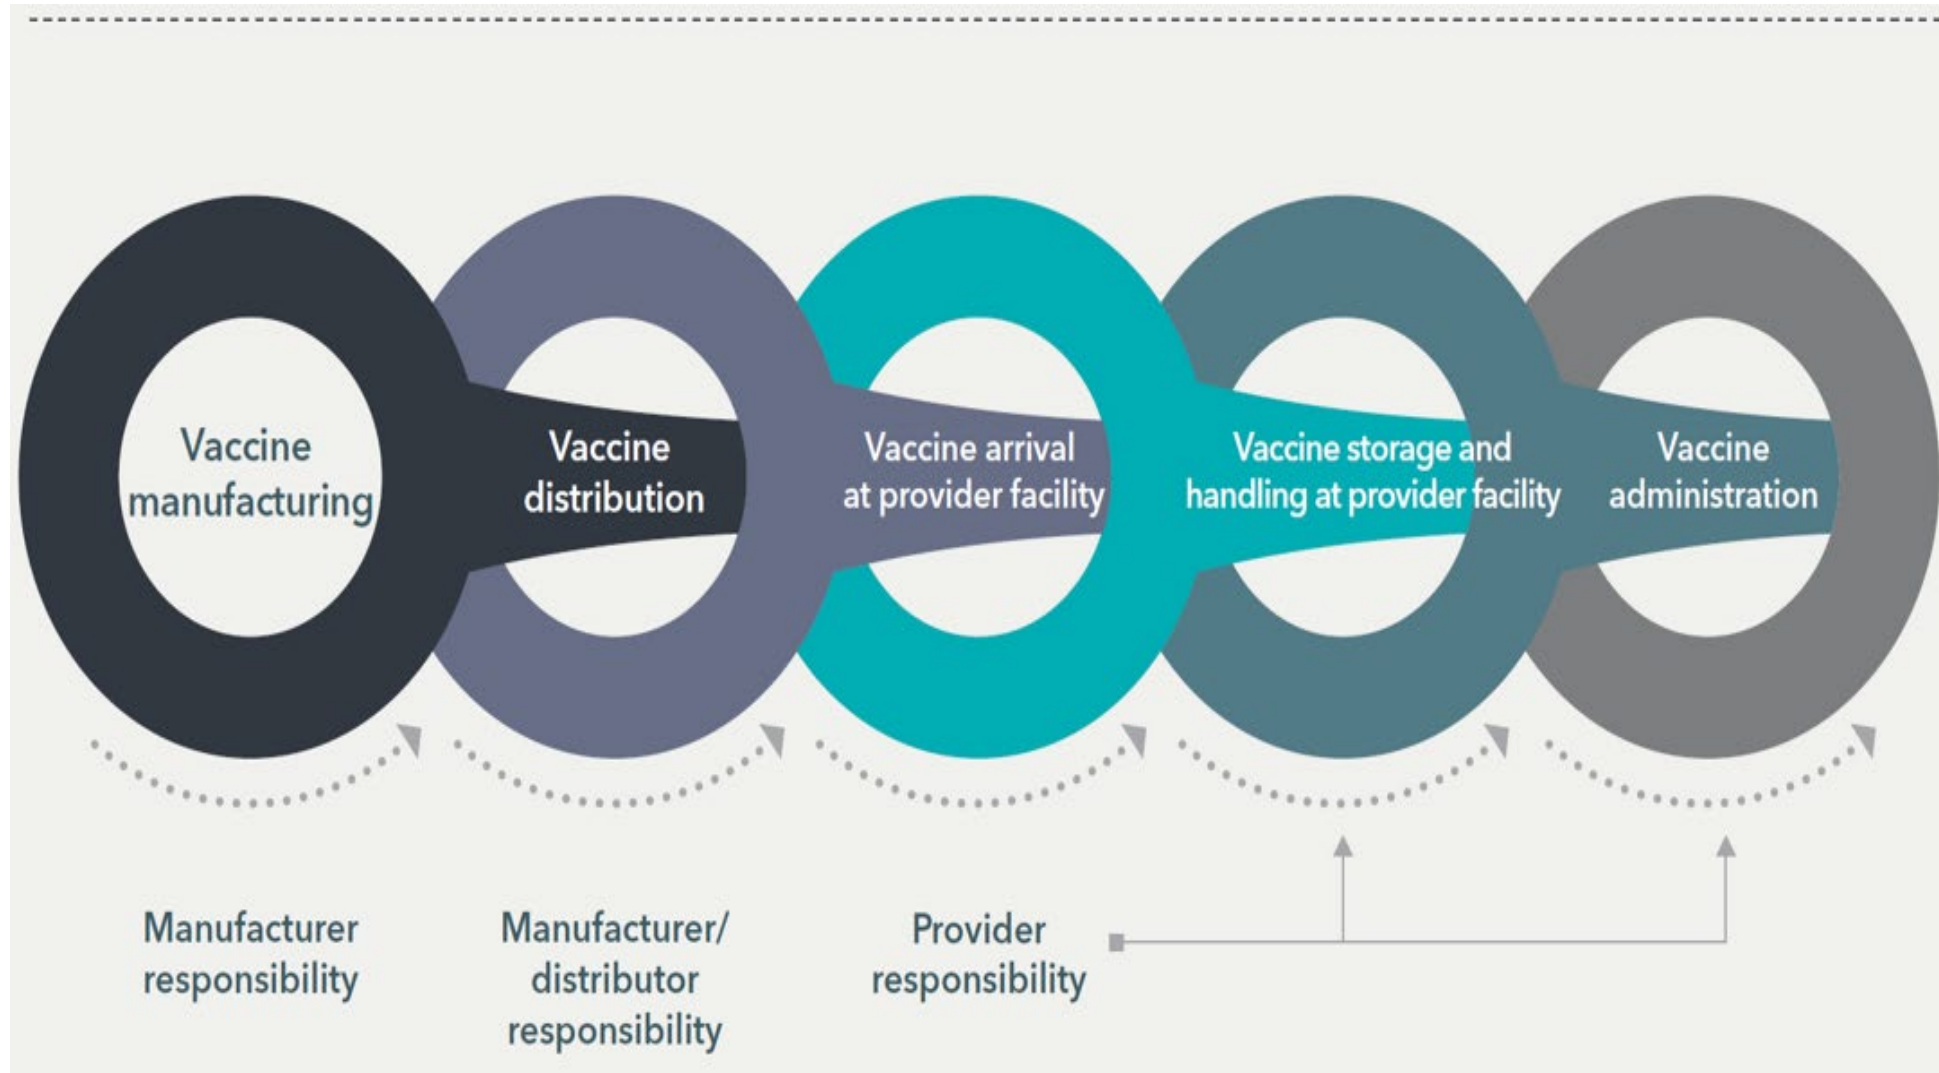 Vaccine
manufacturing
Vaccine
distribution
Vaccine arrival
at provider facility
Vaccine storage and
handling at provider facility
Vaccine
administration
Manufacturer
responsibility
Manufacturer/
distributor
responsibility
Provider
responsibility